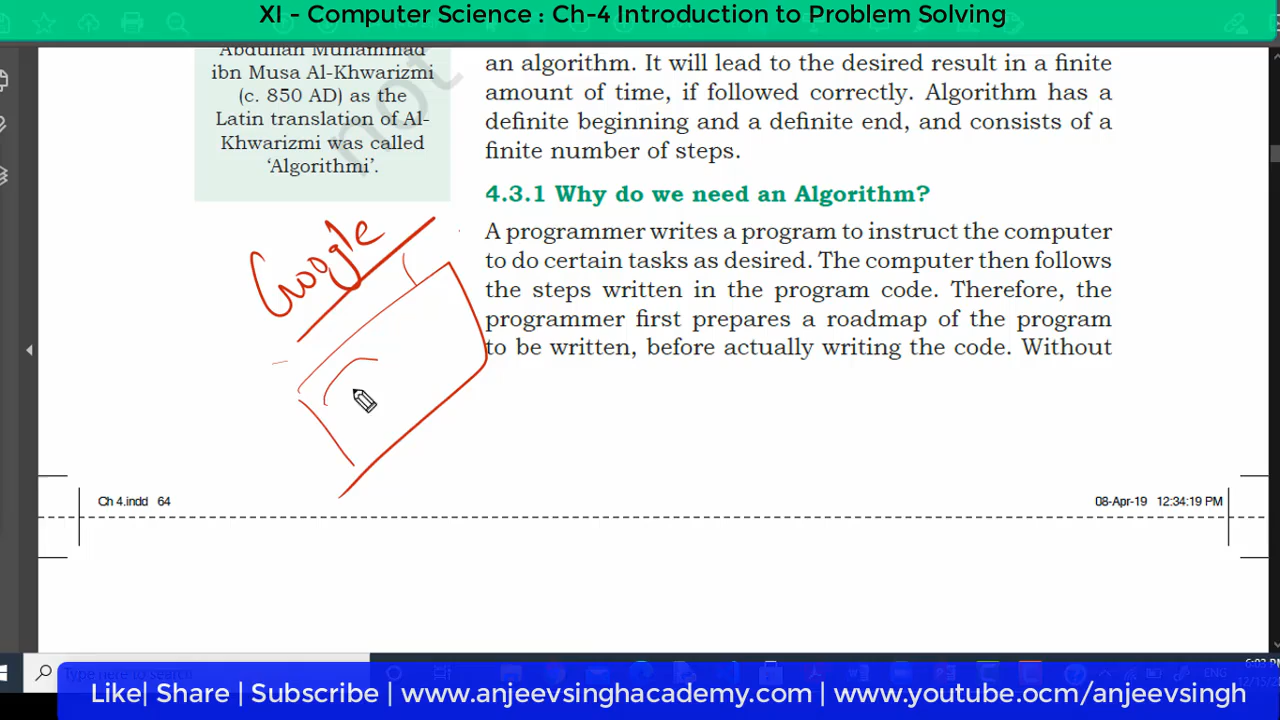 XI - Computer Science : Ch-4 Introduction to Problem Solving
Abdullah Muhammad
ibn Musa Al-Khwarizmi
(c. 850 AD) as the
Latin translation of Al-
Khwarizmi was called
‘Algorithmi’.
not
an algorithm. It will lead to the desired result in a finite
amount of time, if followed correctly. Algorithm has a
definite beginning and a definite end, and consists of a
finite number of steps.
4.3.1 Why do we need an Algorithm?
A programmer writes a program to instruct the computer
to do certain tasks as desired. The computer then follows
the steps written in the program code. Therefore, the
programmer first prepares a roadmap of the program
to be written, before actually writing the code. Without
Google
Ch 4.indd 64
08-Apr-19 12:34:19 PM
Type here to search
ENG
Like| Share | Subscribe | www.anjeevsinghacademy.com | www.youtube.ocm/anjeevsingh